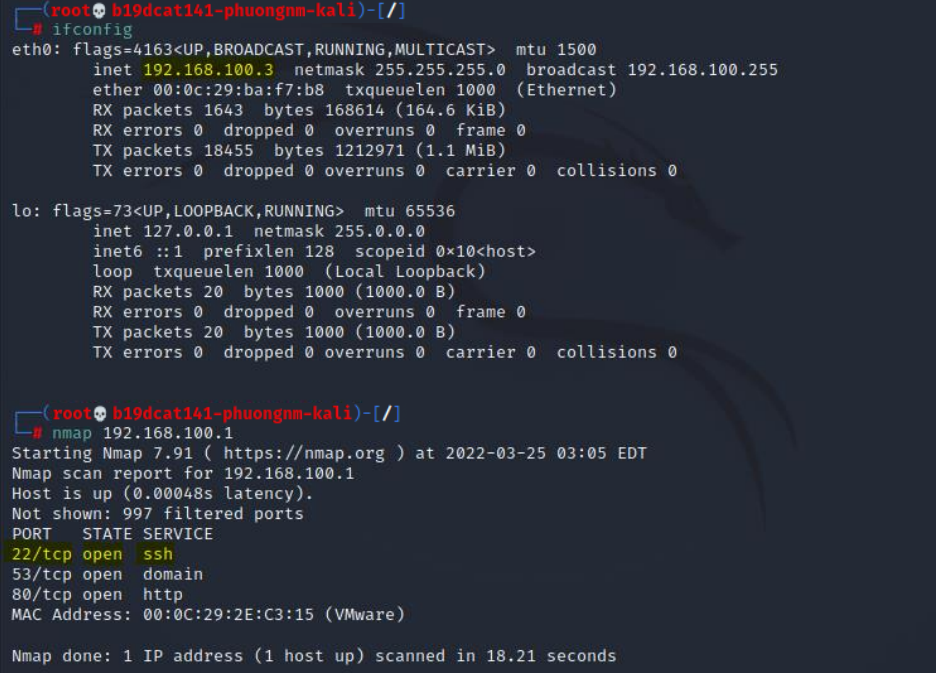 (root💀b19dcat141-phuongnm-kali)-[/]
# ifconfig
eth0: flags=4163<UP,BROADCAST,RUNNING,MULTICAST>  mtu 1500
        inet 192.168.100.3  netmask 255.255.255.0  broadcast 192.168.100.255
        ether 00:0c:29:ba:f7:b8  txqueuelen 1000  (Ethernet)
        RX packets 1643  bytes 168614 (164.6 KiB)
        RX errors 0  dropped 0  overruns 0  frame 0
        TX packets 18455  bytes 1212971 (1.1 MiB)
        TX errors 0  dropped 0 overruns 0  carrier 0  collisions 0

lo: flags=73<UP,LOOPBACK,RUNNING>  mtu 65536
        inet 127.0.0.1  netmask 255.0.0.0
        inet6 ::1  prefixlen 128  scopeid 0×10<host>
        loop  txqueuelen 1000  (Local Loopback)
        RX packets 20  bytes 1000 (1000.0 B)
        RX errors 0  dropped 0  overruns 0  frame 0
        TX packets 20  bytes 1000 (1000.0 B)
        TX errors 0  dropped 0 overruns 0  carrier 0  collisions 0

(root💀b19dcat141-phuongnm-kali)-[/]
# nmap 192.168.100.1
Starting Nmap 7.91 ( https://nmap.org ) at 2022-03-25 03:05 EDT
Nmap scan report for 192.168.100.1
Host is up (0.00048s latency).
Not shown: 997 filtered ports
PORT   STATE SERVICE
22/tcp open  ssh
53/tcp open  domain
80/tcp open  http
MAC Address: 00:0C:29:2E:C3:15 (VMware)

Nmap done: 1 IP address (1 host up) scanned in 18.21 seconds